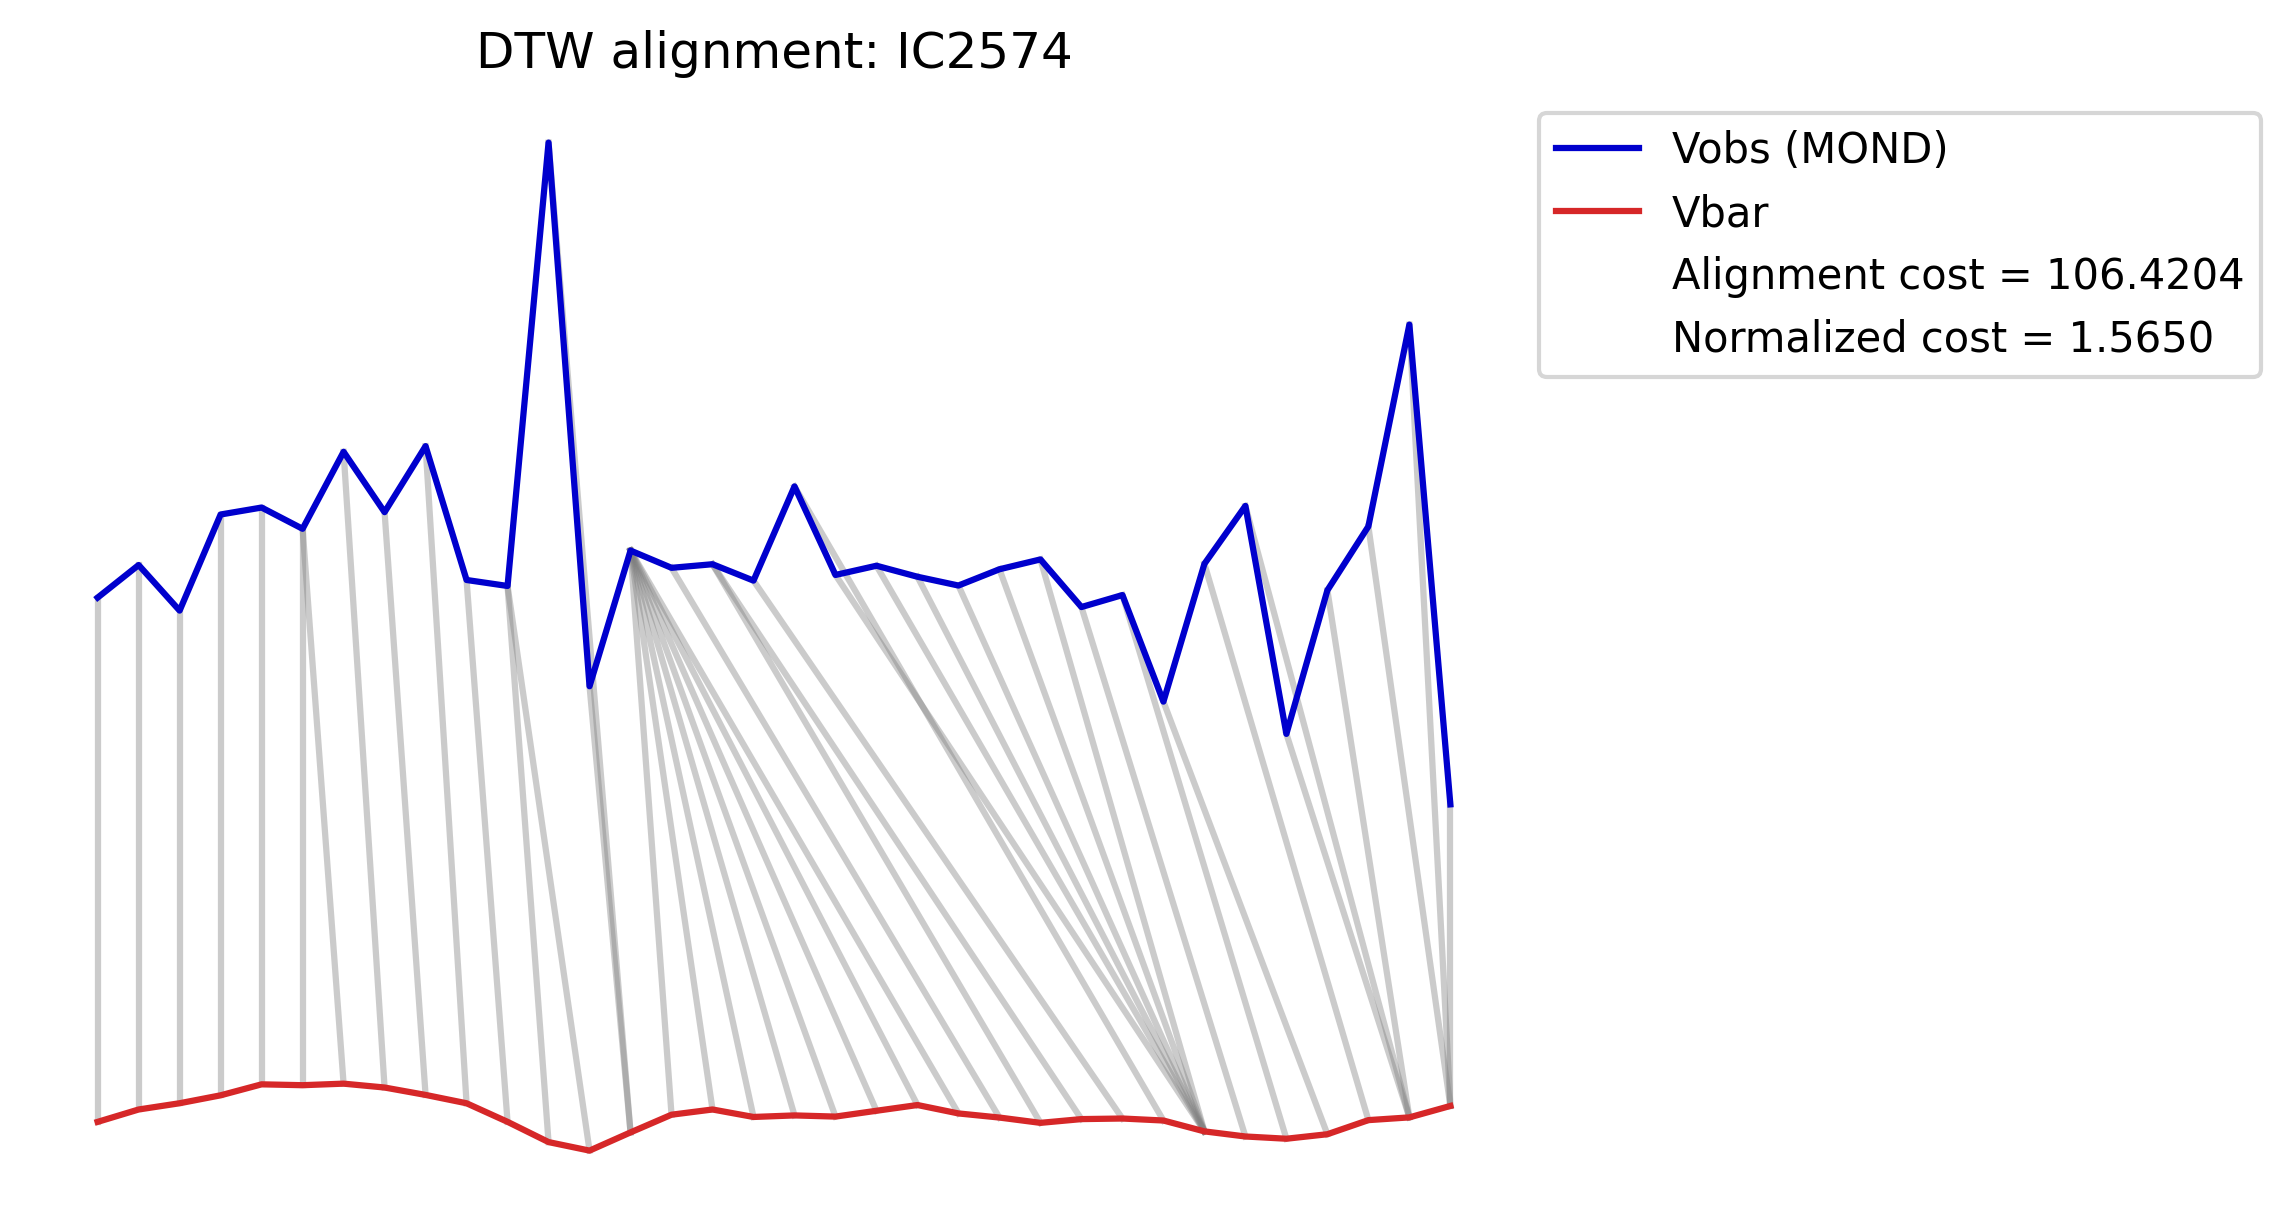 DTW alignment: IC2574
Vobs (MOND)
Vbar
Alignment cost = 106.4204
Normalized cost = 1.5650